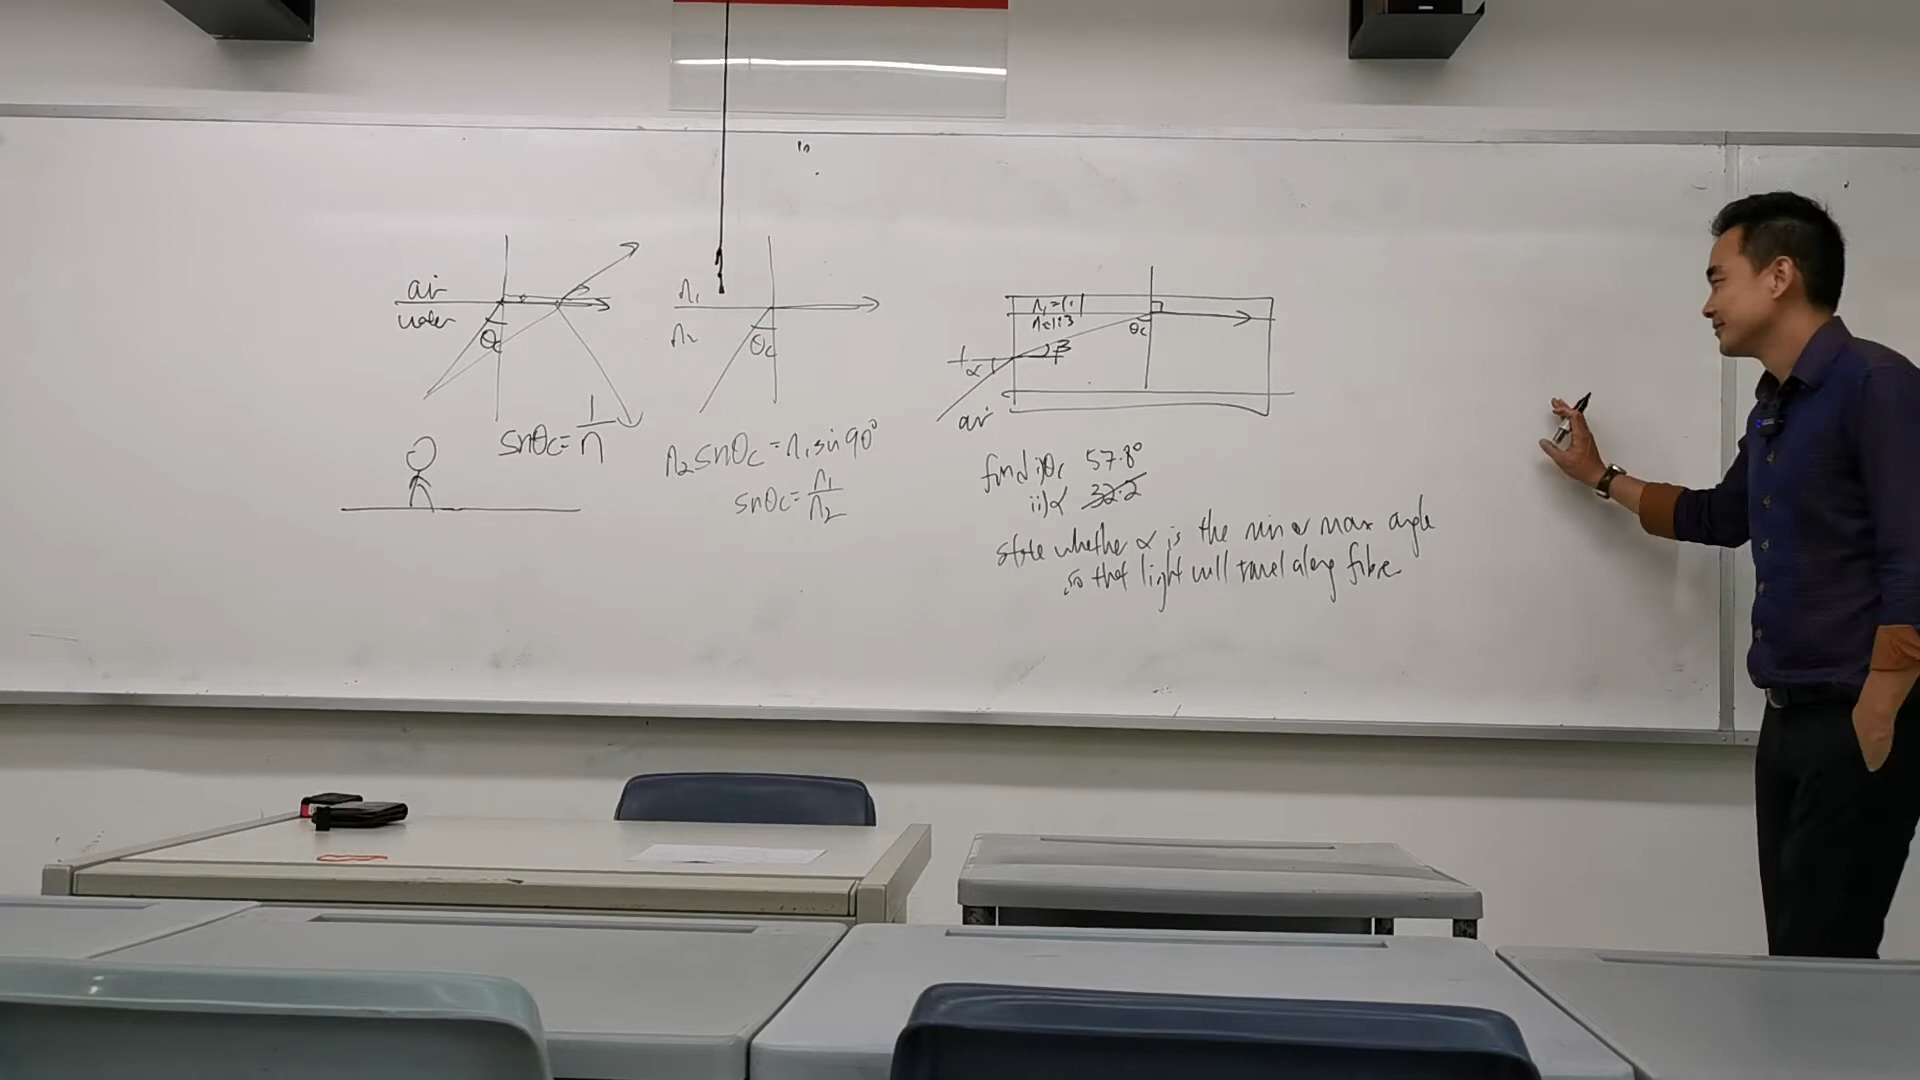 air
water
θc
sinθc = 1/n
n₁
n₂
θc
n₂ sinθc = n₁ sin 90°
sinθc = n₁/n₂
n₁=1.1
n₂=1.3
θc
β
α
air
find i)θc 57.8°
ii)α 32.2
state whether α is the min or max angle
so that light will travel along fibre